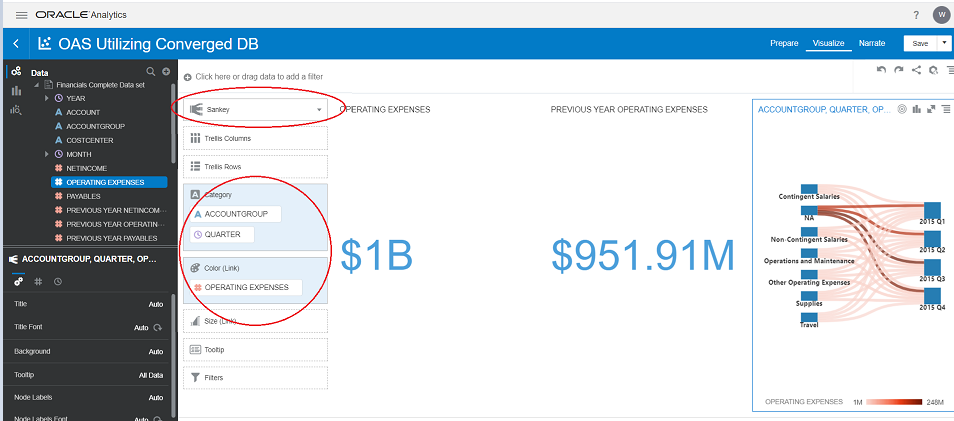 ORACLE Analytics
?
W
OAS Utilizing Converged DB
Prepare
Visualize
Narrate
Save
Data
Financials Complete Data set
YEAR
A ACCOUNT
A ACCOUNTGROUP
A COSTCENTER
MONTH
# NETINCOME
# OPERATING EXPENSES
# PAYABLES
# PREVIOUS YEAR NETINCOM...
# PREVIOUS YEAR OPERATIN...
# PREVIOUS YEAR PAYABLES
ACCOUNTGROUP, QUARTER, OP...
#
Title Auto
Title Font Auto
Background Auto
Tooltip All Data
Node Labels Auto
Node Labels Font Auto
Click here or drag data to add a filter
Sankey
Trellis Columns
Trellis Rows
A Category
A ACCOUNTGROUP
QUARTER
Color (Link)
# OPERATING EXPENSES
Size (Link)
Tooltip
Filters
OPERATING EXPENSES
$1B
PREVIOUS YEAR OPERATING EXPENSES
$951.91M
ACCOUNTGROUP, QUARTER, OP...
Contingent Salaries
NA
Non-Contingent Salaries
Operations and Maintenance
Other Operating Expenses
Supplies
Travel
2015 Q1
2015 Q2
2015 Q3
2015 Q4
OPERATING EXPENSES 1M 248M